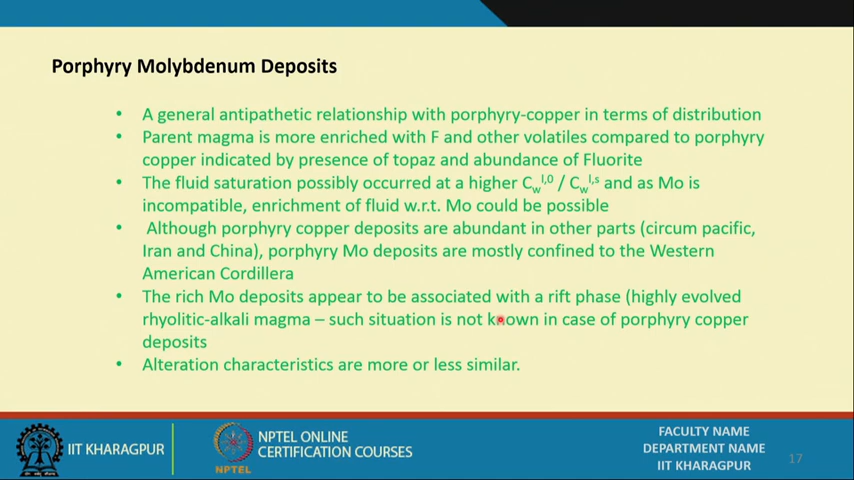 Porphyry Molybdenum Deposits
• A general antipathetic relationship with porphyry-copper in terms of distribution
• Parent magma is more enriched with F and other volatiles compared to porphyry
copper indicated by presence of topaz and abundance of Fluorite
• The fluid saturation possibly occurred at a higher Cw^l,0 / Cw^l,s and as Mo is
incompatible, enrichment of fluid w.r.t. Mo could be possible
• Although porphyry copper deposits are abundant in other parts (circum pacific,
Iran and China), porphyry Mo deposits are mostly confined to the Western
American Cordillera
• The rich Mo deposits appear to be associated with a rift phase (highly evolved
rhyolitic-alkali magma – such situation is not known in case of porphyry copper
deposits
• Alteration characteristics are more or less similar.
IIT KHARAGPUR
NPTEL
NPTEL ONLINE
CERTIFICATION COURSES
FACULTY NAME
DEPARTMENT NAME
IIT KHARAGPUR
17